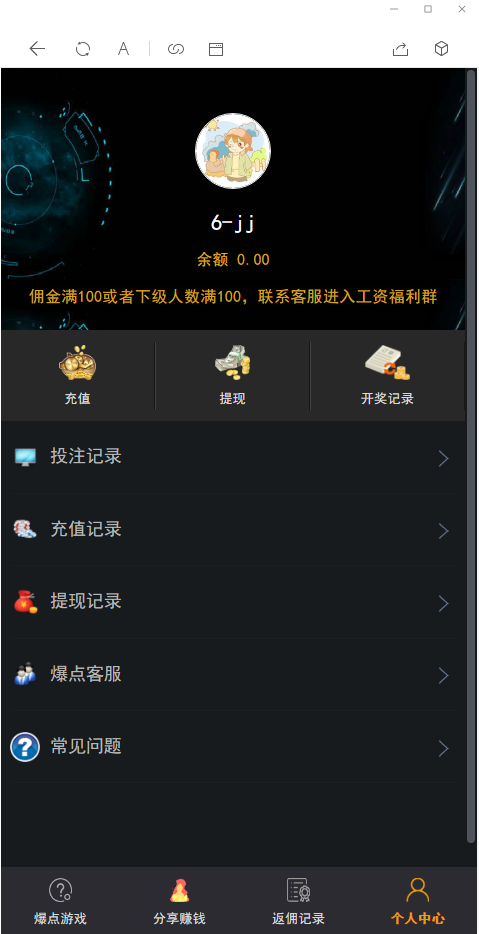 6-jj
余额 0.00
佣金满100或者下级人数满100，联系客服进入工资福利群
充值
提现
开奖记录
投注记录
充值记录
提现记录
爆点客服
常见问题
爆点游戏
分享赚钱
返佣记录
个人中心